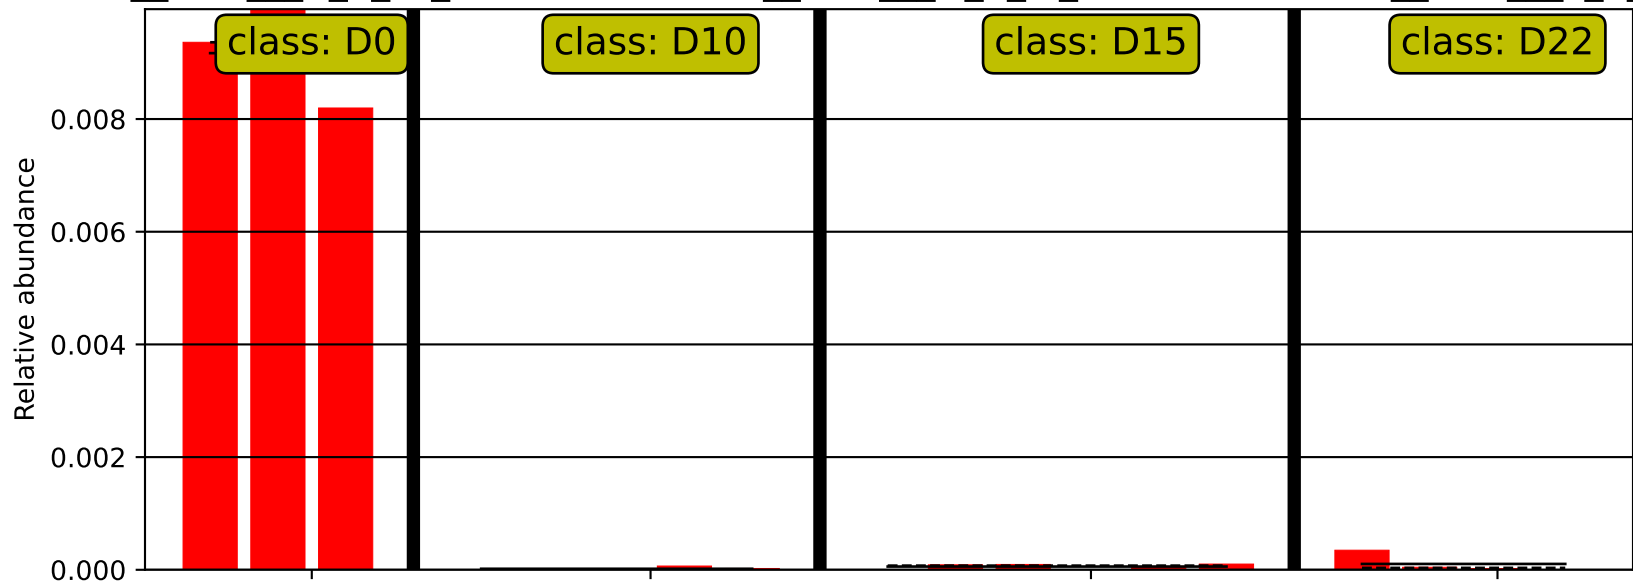 class: D0
class: D10
class: D15
class: D22
0.008
0.006
0.004
0.002
0.000
Relative abundance